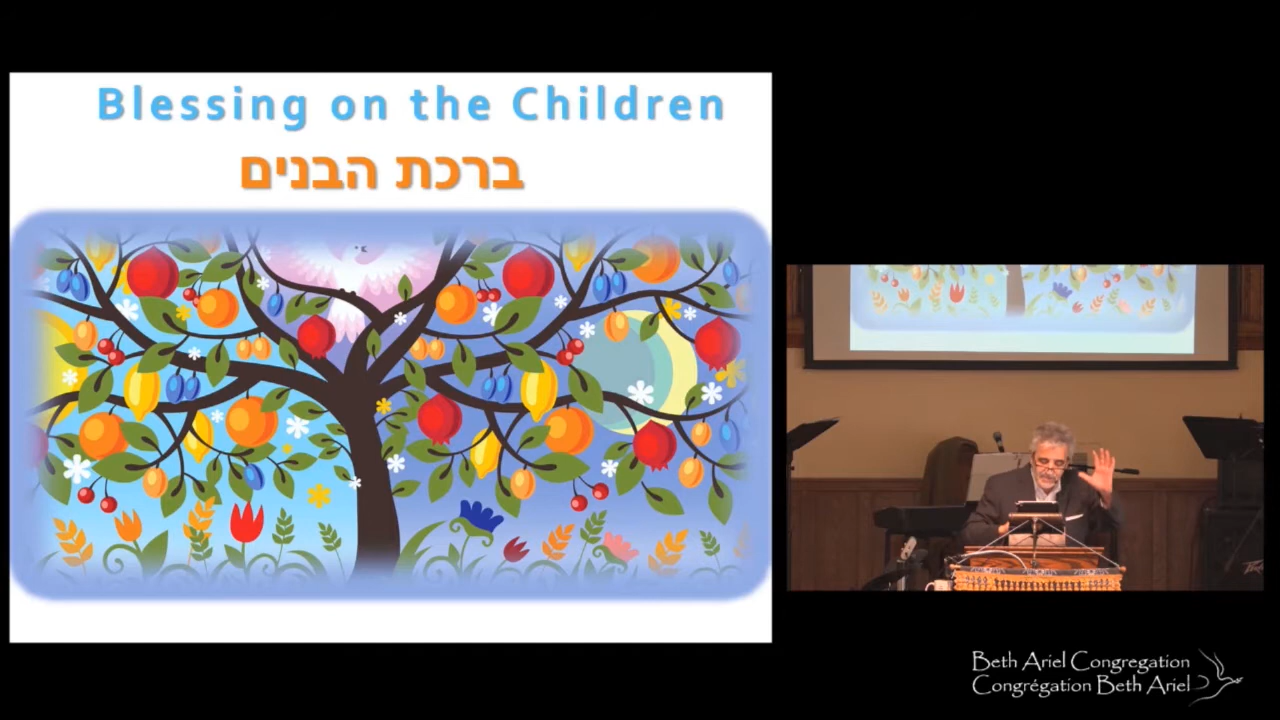 Blessing on the Children
ברכת הבנים
Beth Ariel Congregation
Congrégation Beth Ariel